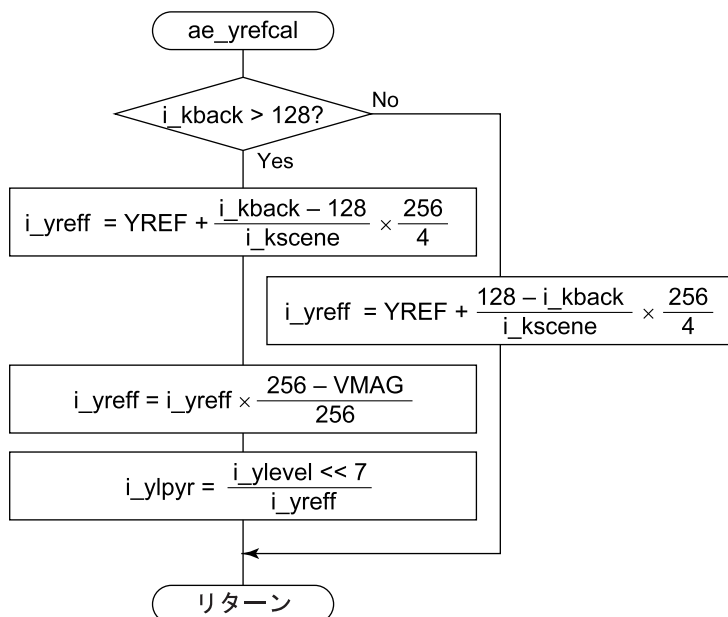 ae_yrefcal
i_kback > 128?
No
Yes
i_yreff = YREF + i_kback – 128 / i_kscene × 256 / 4
i_yreff = YREF + 128 – i_kback / i_kscene × 256 / 4
i_yreff = i_yreff × 256 – VMAG / 256
i_ylpyr = i_ylevel << 7 / i_yreff
リターン